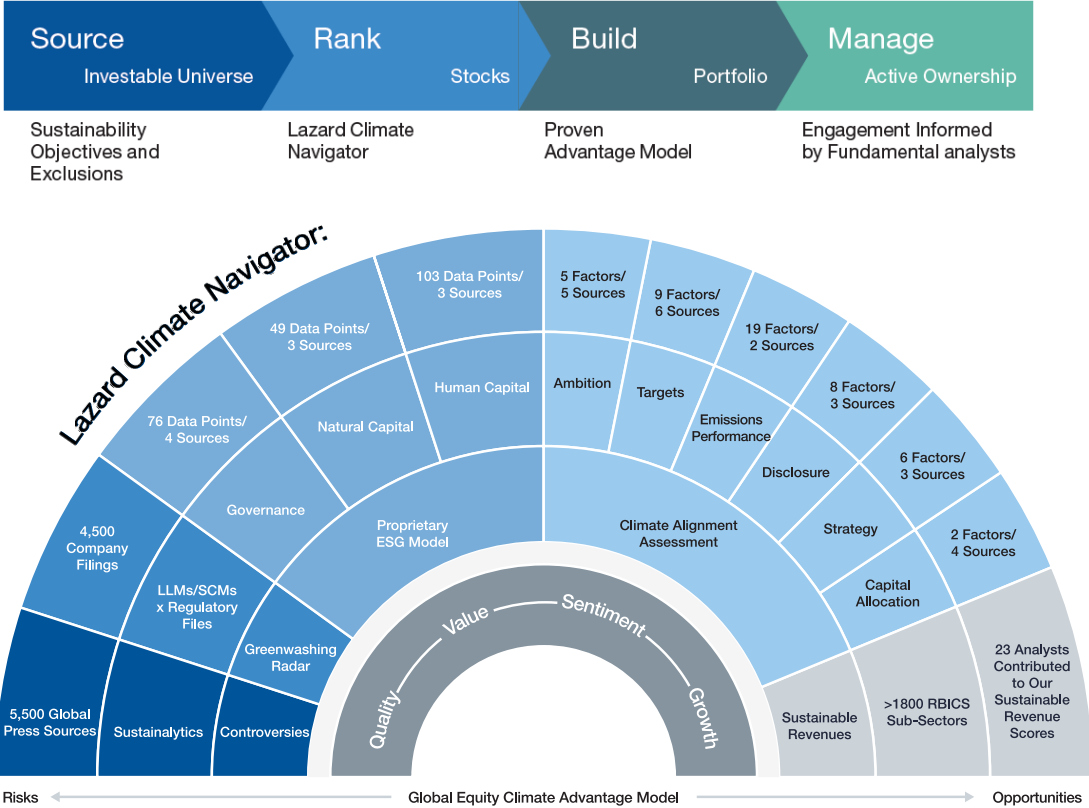 Source
Investable Universe
Rank
Stocks
Build
Portfolio
Manage
Active Ownership
Sustainability
Objectives and
Exclusions
Lazard Climate
Navigator
Proven
Advantage Model
Engagement Informed
by Fundamental analysts
Lazard Climate Navigator:
5,500 Global
Press Sources
Sustainalytics
Controversies
4,500
Company
Filings
LLMs/SCMs
x Regulatory
Files
Greenwashing
Radar
76 Data Points/
4 Sources
Governance
49 Data Points/
3 Sources
Natural Capital
103 Data Points/
3 Sources
Human Capital
Proprietary
ESG Model
5 Factors/
5 Sources
Ambition
9 Factors/
6 Sources
Targets
19 Factors/
2 Sources
Emissions
Performance
8 Factors/
3 Sources
Disclosure
6 Factors/
3 Sources
Strategy
2 Factors/
4 Sources
Capital
Allocation
Climate Alignment
Assessment
Sustainable
Revenues
>1800 RBICS
Sub-Sectors
23 Analysts
Contributed
to Our
Sustainable
Revenue
Scores
Quality
Value
Sentiment
Growth
Risks
Global Equity Climate Advantage Model
Opportunities